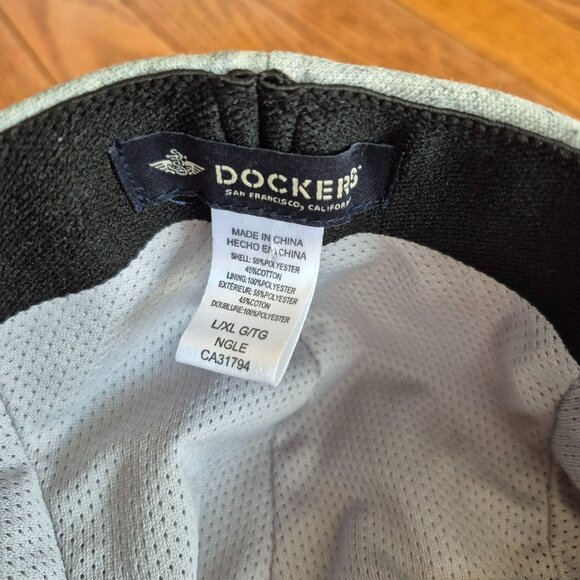 DOCKERS
SAN FRANCISCO, CALIFORNIA
MADE IN CHINA
HECHO EN CHINA
SHELL: 55%POLYESTER
45%COTTON
LINING:100%POLYESTER
EXTÉRIEUR: 55%POLYESTER
45%COTON
DOUBLURE:100%POLYESTER
L/XL G/TG
NGLE
CA31794